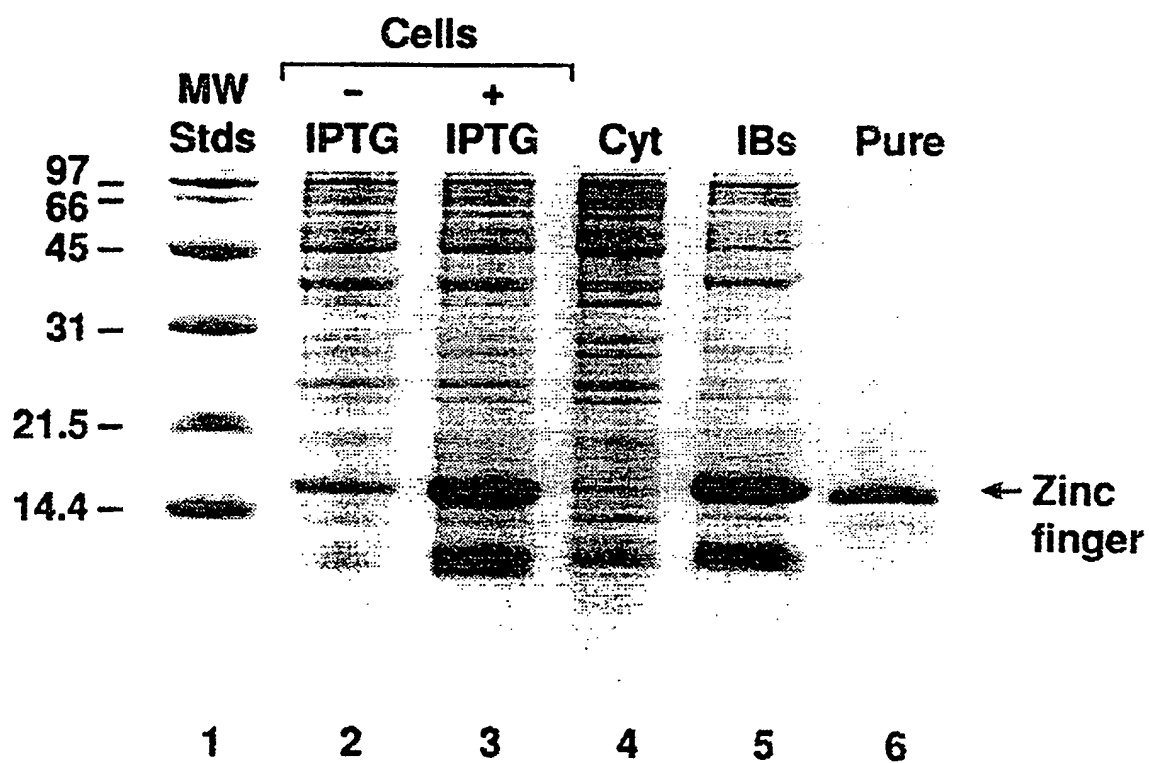 Cells
MW - +
Stds IPTG IPTG Cyt IBs Pure
97 –
66 –
45 –
31 –
21.5 –
14.4 –
← Zinc
finger
1 2 3 4 5 6